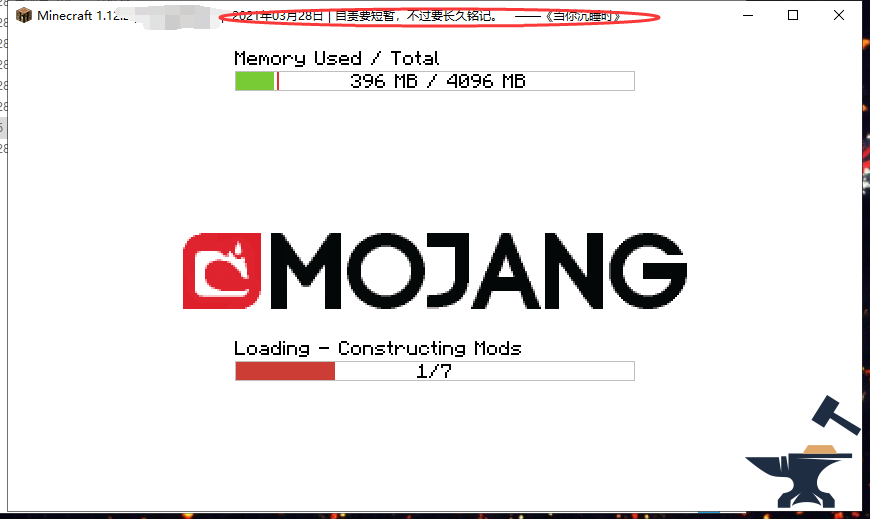 Minecraft 1.12.2 | 2021年03月28日 | 自美要短暂，不过要长久铭记。 ——《当你沉睡时》
Memory Used / Total
396 MB / 4096 MB
MOJANG
Loading - Constructing Mods
1/7